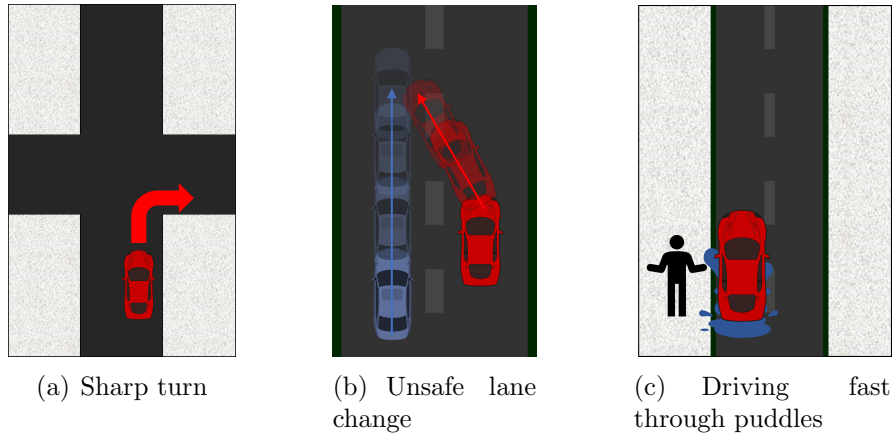 (a) Sharp turn
(b) Unsafe lane
change
(c) Driving fast
through puddles